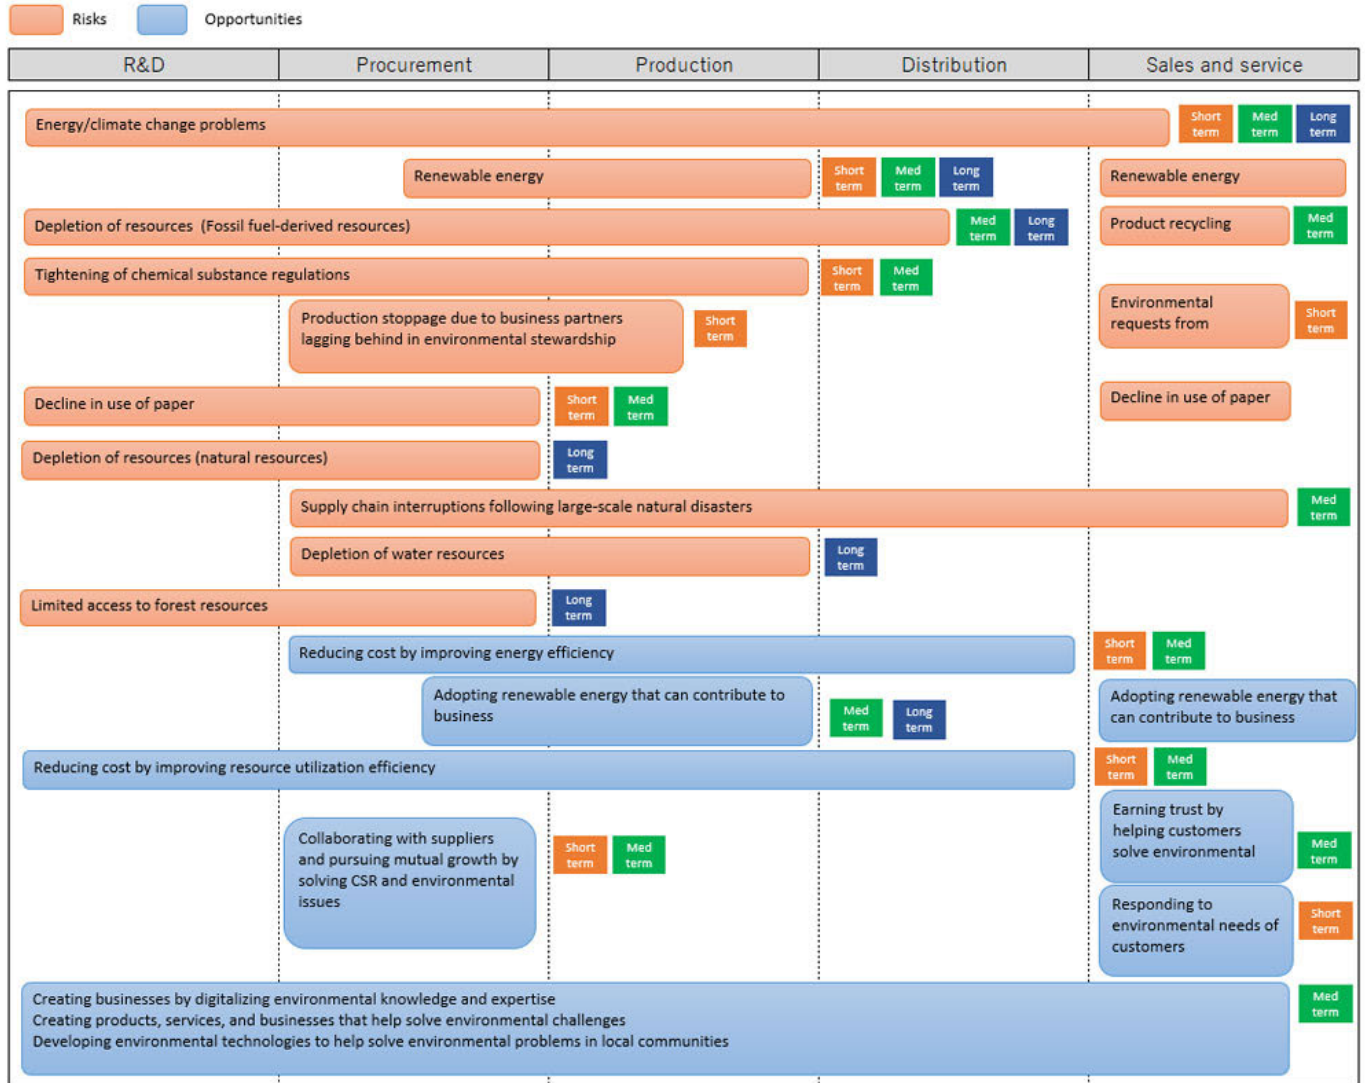 Risks
Opportunities
R&D
Procurement
Production
Distribution
Sales and service
Energy/climate change problems
Short
term
Med
term
Long
term
Renewable energy
Short
term
Med
term
Long
term
Renewable energy
Depletion of resources (Fossil fuel-derived resources)
Med
term
Long
term
Product recycling
Med
term
Tightening of chemical substance regulations
Short
term
Med
term
Production stoppage due to business partners
lagging behind in environmental stewardship
Short
term
Environmental
requests from
Short
term
Decline in use of paper
Short
term
Med
term
Decline in use of paper
Depletion of resources (natural resources)
Long
term
Supply chain interruptions following large-scale natural disasters
Med
term
Depletion of water resources
Long
term
Limited access to forest resources
Long
term
Reducing cost by improving energy efficiency
Short
term
Med
term
Adopting renewable energy that can contribute to
business
Med
term
Long
term
Adopting renewable energy that
can contribute to business
Reducing cost by improving resource utilization efficiency
Short
term
Med
term
Collaborating with suppliers
and pursuing mutual growth by
solving CSR and environmental
issues
Short
term
Med
term
Earning trust by
helping customers
solve environmental
Med
term
Responding to
environmental needs of
customers
Short
term
Creating businesses by digitalizing environmental knowledge and expertise
Creating products, services, and businesses that help solve environmental challenges
Developing environmental technologies to help solve environmental problems in local communities
Med
term